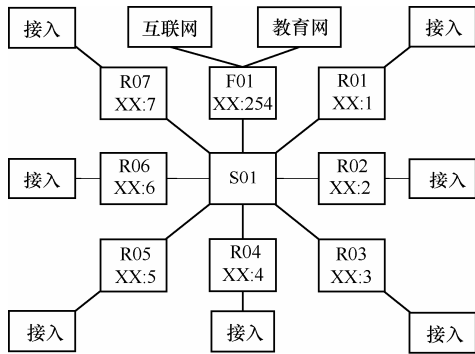 接入
互联网
教育网
接入
R07
XX:7
F01
XX:254
R01
XX:1
接入
R06
XX:6
S01
R02
XX:2
接入
R05
XX:5
R04
XX:4
R03
XX:3
接入
接入
接入